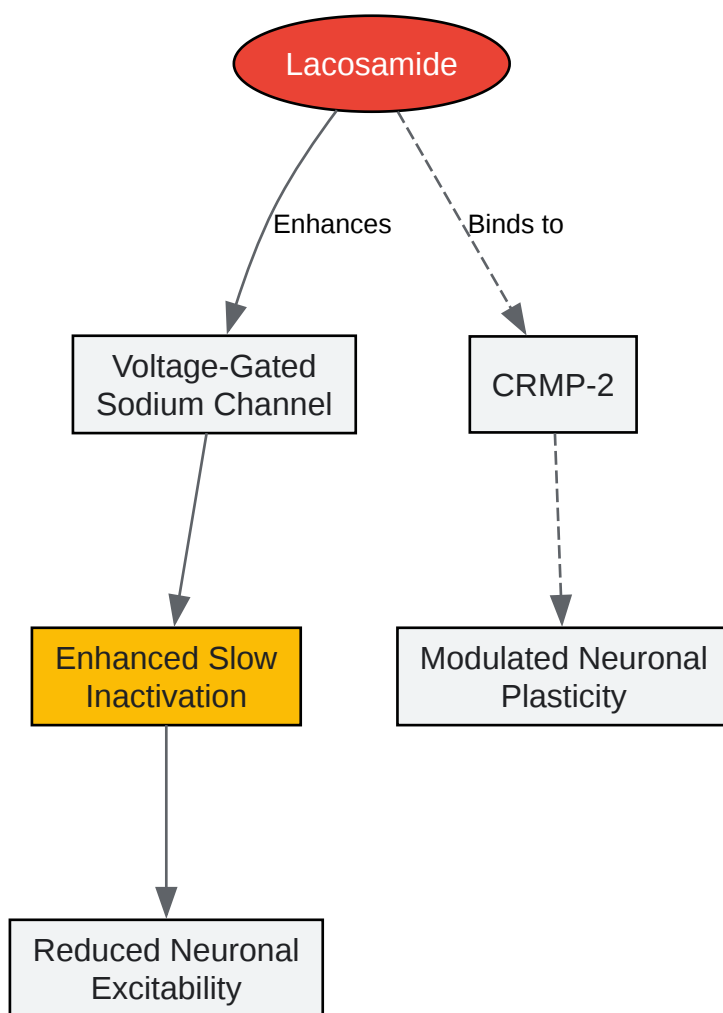 Lacosamide
Enhances
Binds to
Voltage-Gated
Sodium Channel
CRMP-2
Enhanced Slow
Inactivation
Modulated Neuronal
Plasticity
Reduced Neuronal
Excitability